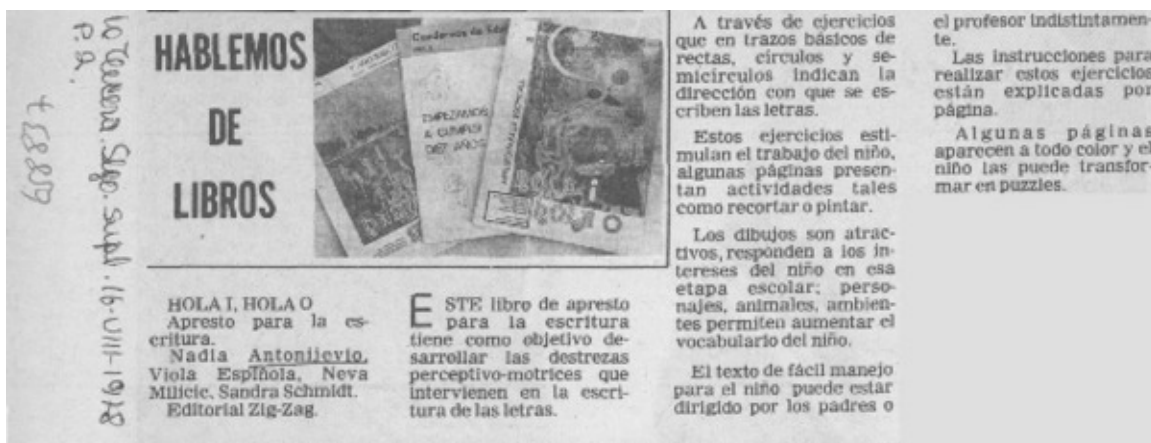 La Tercera. Stgo. Supl. 16-VIII-1978
P. 2.
HABLEMOS
DE
LIBROS
Cuadernos de
EMPEZAMOS
A CUMPLIR
DIEZ AÑOS
HOLA I, HOLA O
Apresto para la es-
critura.
Nadia Antonijevio,
Viola Espiñola, Neva
Milicic, Sandra Schmidt.
Editorial Zig-Zag.
ESTE libro de apresto
para la escritura
tiene como objetivo de-
sarrollar las destrezas
perceptivo-motrices que
intervienen en la escri-
tura de las letras.
A través de ejercicios
que en trazos básicos de
rectas, círculos y se-
micírculos indican la
dirección con que se es-
criben las letras.
Estos ejercicios esti-
mulan el trabajo del niño,
algunas páginas presen-
tan actividades tales
como recortar o pintar.
Los dibujos son atrac-
tivos, responden a los in-
tereses del niño en esa
etapa escolar; perso-
najes, animales, ambien-
tes permiten aumentar el
vocabulario del niño.
El texto de fácil manejo
para el niño puede estar
dirigido por los padres o
el profesor indistintamen-
te.
Las instrucciones para
realizar estos ejercicios
están explicadas por
página.
Algunas páginas
aparecen a todo color y el
niño las puede transfor-
mar en puzzles.